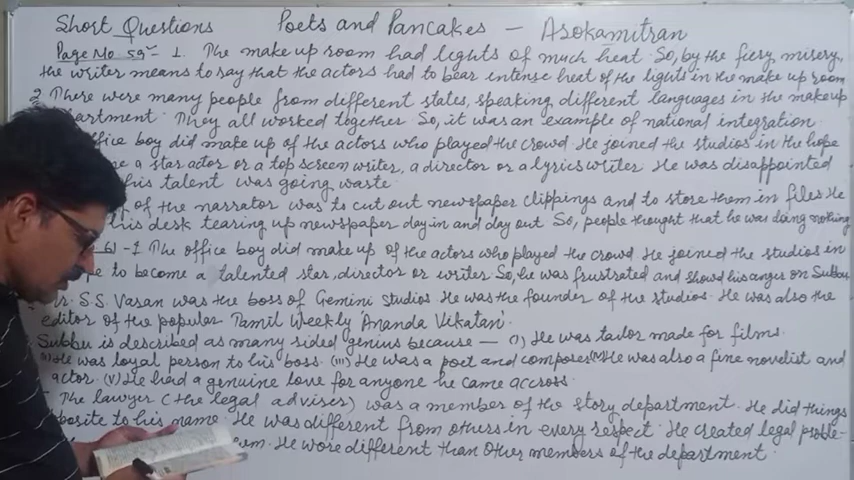 Short Questions Poets and Pancakes - Asokamitran
Page No. 59 - 1. The make up room had lights of much heat. So, by the fiery misery,
the writer means to say that the actors had to bear intense heat of the lights in the make up room
2. There were many people from different states, speaking different languages in the makeup
partment. They all worked together. So, it was an example of national integration.
ffice boy did make up of the actors who played the crowd. He joined the studios in the hope
me a star actor or a top screen writer, a director or a lyrics writer. He was disappointed
his talent was going waste.
of the narrator was to cut out newspaper clippings and to store them in files. He
his desk tearing up newspaper day in and day out. So, people thought that he was doing nothing
61 - 1 The office boy did make up of the actors who played the crowd. He joined the studios in
pe to become a talented star, director or writer. So, he was frustrated and showed his anger on Subbu
r. S.S. Vasan was the boss of Gemini Studios. He was the founder of the studios. He was also the
editor of the popular Tamil Weekly 'Ananda Vikatan'.
Subbu is described as many sided genius because - (i) He was tailor made for films.
(ii) He was loyal person to his boss. (iii) He was a poet and composer (iv) He was also a fine novelist and
actor. (v) He had a genuine love for anyone he came accross.
The lawyer (the legal adviser) was a member of the story department. He did things
pposite to his name. He was different from others in every respect. He created legal proble-
em. He wore different than other members of the department.